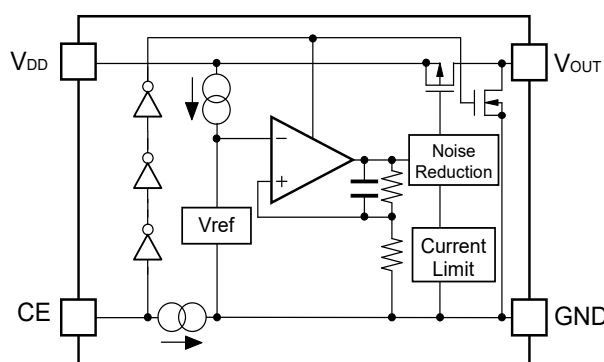 VDD
VOUT
−
+
Noise
Reduction
Vref
Current
Limit
CE
GND